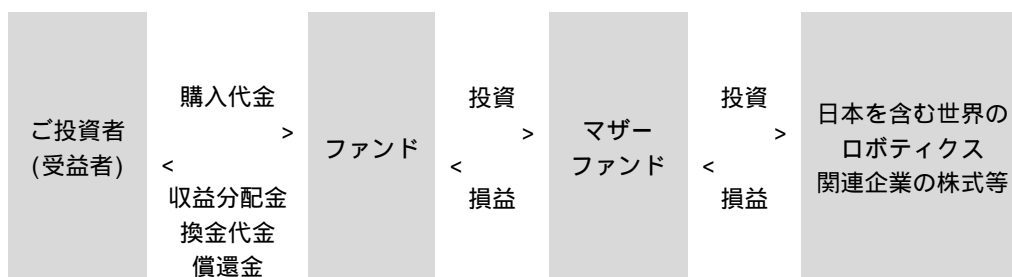 ご投資者
(受益者)
購入代金
>
<
収益分配金
換金代金
償還金
ファンド
投資
>
<
損益
マザー
ファンド
投資
>
<
損益
日本を含む世界の
ロボティクス
関連企業の株式等